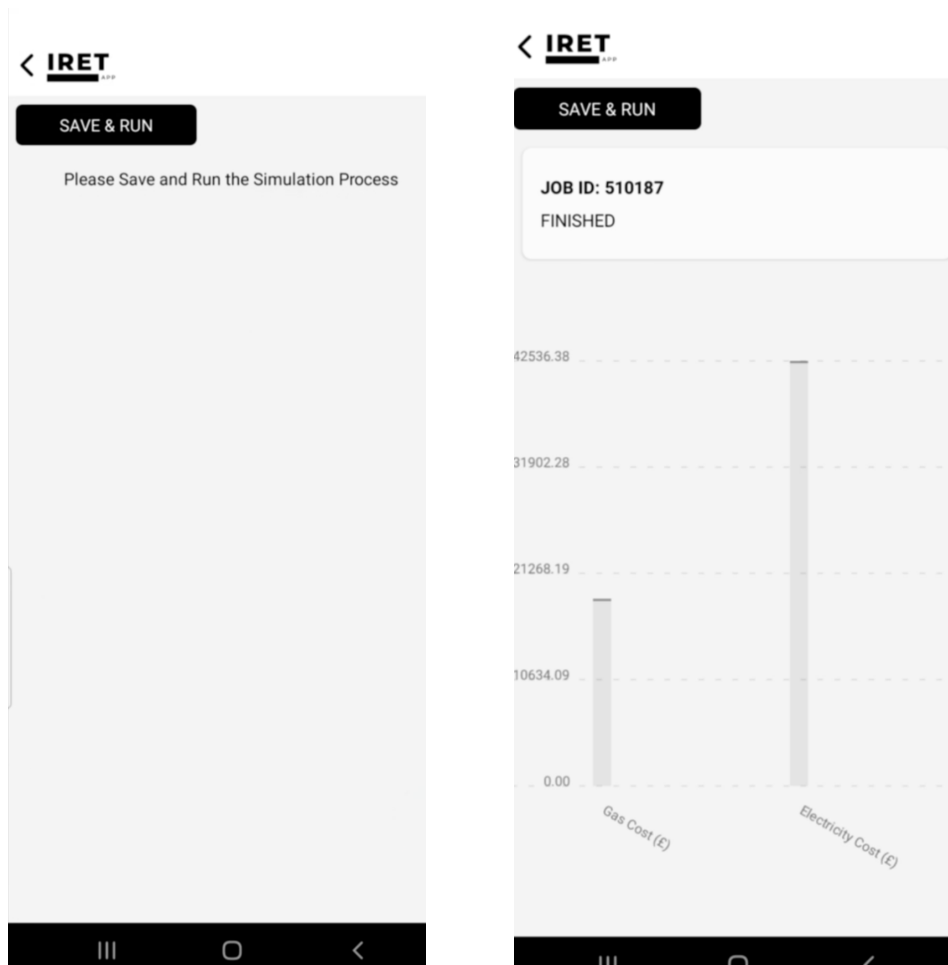 IRET
APP
SAVE & RUN
Please Save and Run the Simulation Process
IRET
APP
SAVE & RUN
JOB ID: 510187
FINISHED
42536.38
31902.28
21268.19
10634.09
0.00
Gas Cost (£)
Electricity Cost (£)